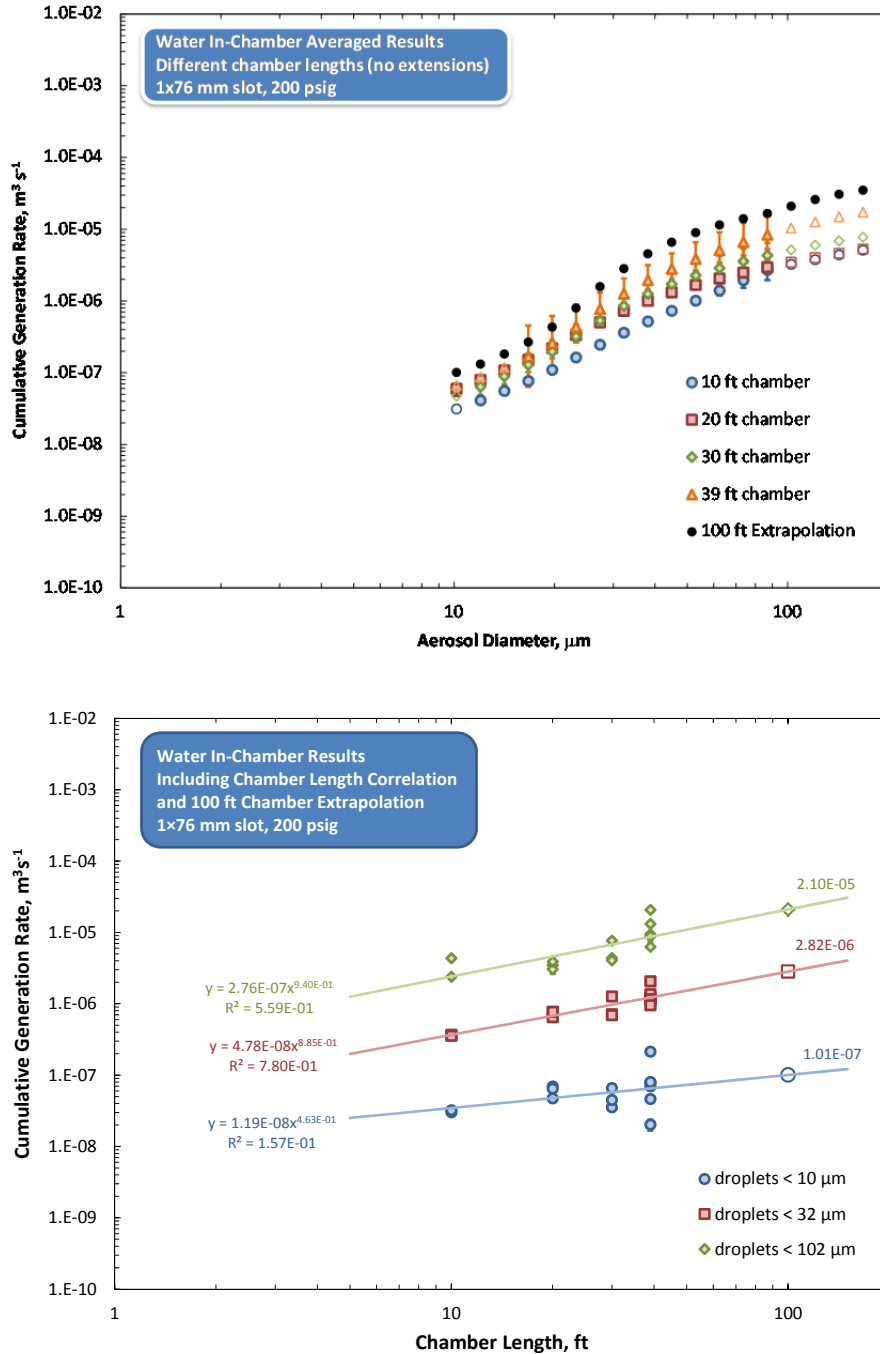 Water In-Chamber Averaged Results
Different chamber lengths (no extensions)
1x76 mm slot, 200 psig
Cumulative Generation Rate, m³ s⁻¹
1.0E-02
1.0E-03
1.0E-04
1.0E-05
1.0E-06
1.0E-07
1.0E-08
1.0E-09
1.0E-10
10 ft chamber
20 ft chamber
30 ft chamber
39 ft chamber
100 ft Extrapolation
1
10
100
Aerosol Diameter, µm
Water In-Chamber Results
Including Chamber Length Correlation
and 100 ft Chamber Extrapolation
1×76 mm slot, 200 psig
Cumulative Generation Rate, m³s⁻¹
1.E-02
1.E-03
1.E-04
1.E-05
1.E-06
1.E-07
1.E-08
1.E-09
1.E-10
2.10E-05
2.82E-06
1.01E-07
y = 2.76E-07x^9.40E-01
R² = 5.59E-01
y = 4.78E-08x^8.85E-01
R² = 7.80E-01
y = 1.19E-08x^4.63E-01
R² = 1.57E-01
droplets < 10 µm
droplets < 32 µm
droplets < 102 µm
1
10
100
Chamber Length, ft